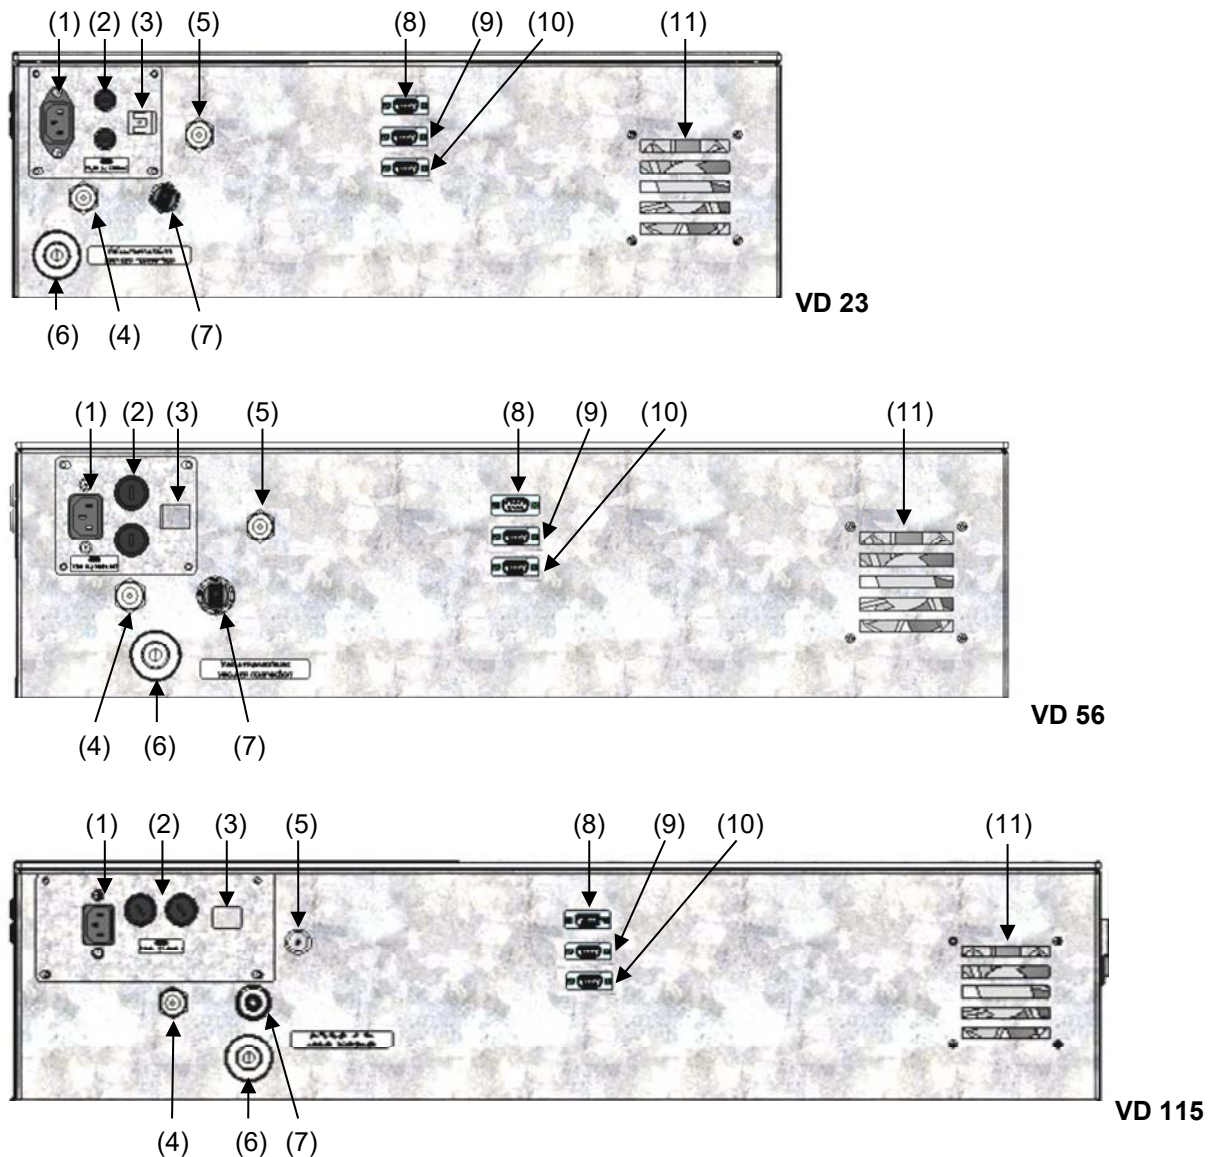 (1) (2) (3) (5) (8) (9) (10) (11)
VD 23
(6) (4) (7)
(1) (2) (3) (5) (8) (9) (10) (11)
vacuum connection
VD 56
(4) (6) (7)
(1) (2) (3) (5) (8) (9) (10) (11)
VD 115
(4) (6) (7)